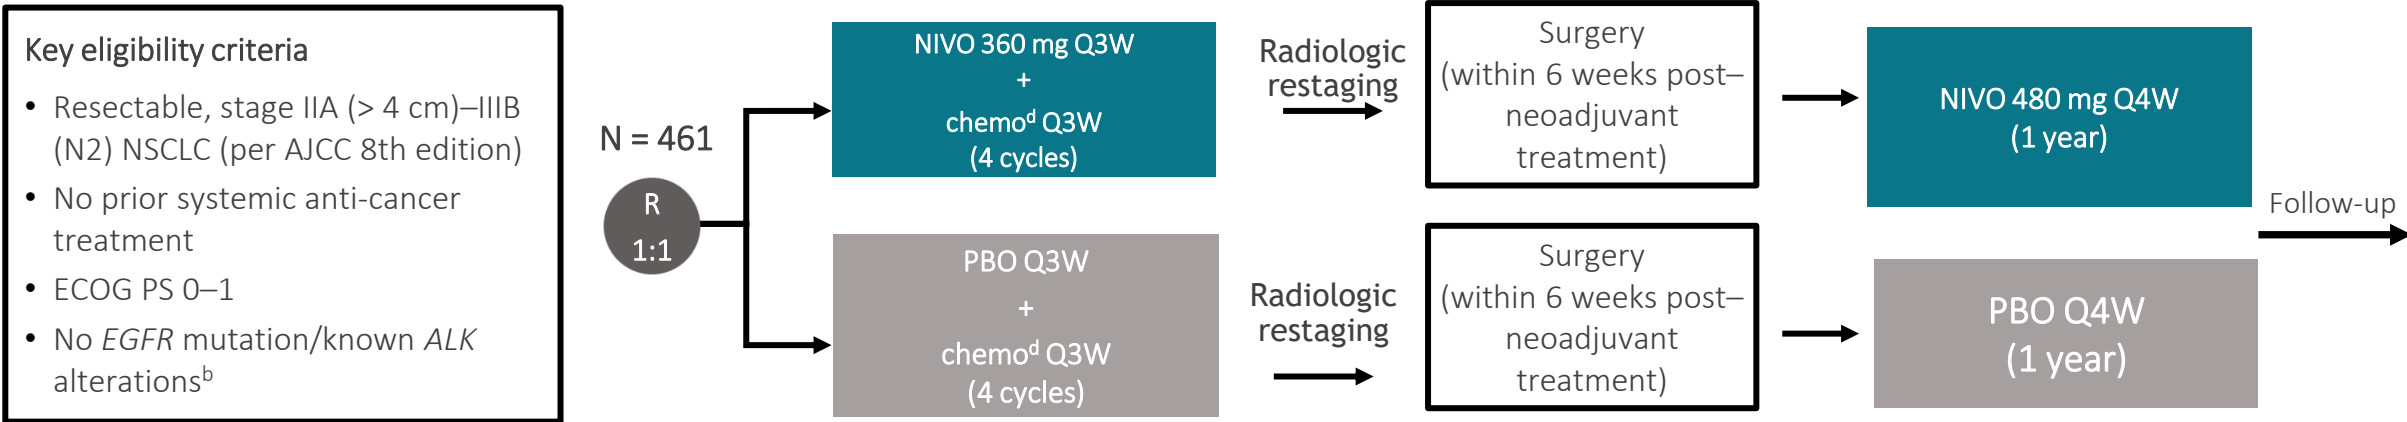 Key eligibility criteria
• Resectable, stage IIA (> 4 cm)–IIIB
(N2) NSCLC (per AJCC 8th edition)
• No prior systemic anti-cancer
treatment
• ECOG PS 0–1
• No EGFR mutation/known ALK
alterationsᵇ
N = 461
R
1:1
NIVO 360 mg Q3W
+
chemoᵈ Q3W
(4 cycles)
Radiologic
restaging
Surgery
(within 6 weeks post–
neoadjuvant
treatment)
NIVO 480 mg Q4W
(1 year)
PBO Q3W
+
chemoᵈ Q3W
(4 cycles)
Radiologic
restaging
Surgery
(within 6 weeks post–
neoadjuvant
treatment)
PBO Q4W
(1 year)
Follow-up